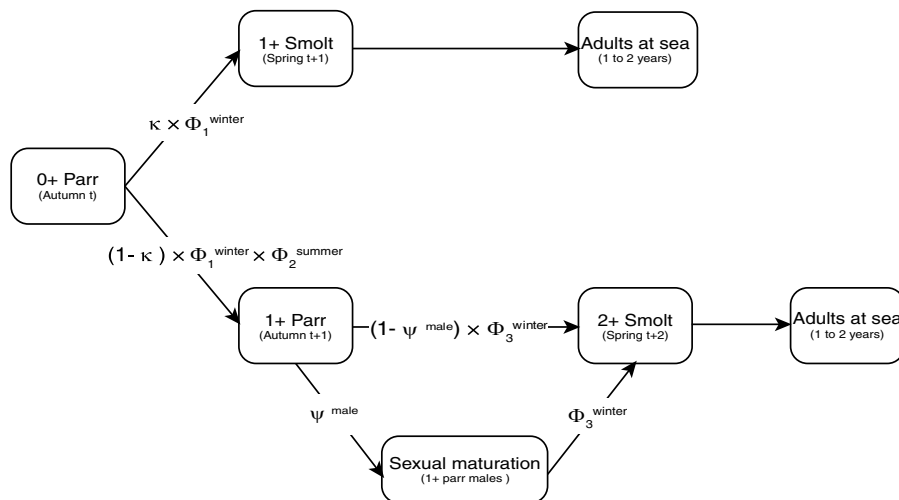 1+ Smolt
(Spring t+1)
Adults at sea
(1 to 2 years)
κ × Φ₁ʷⁱⁿᵗᵉʳ
0+ Parr
(Autumn t)
(1- κ ) × Φ₁ʷⁱⁿᵗᵉʳ × Φ₂ˢᵘᵐᵐᵉʳ
1+ Parr
(Autumn t+1)
(1- ψ ᵐᵃˡᵉ) × Φ₃ʷⁱⁿᵗᵉʳ
2+ Smolt
(Spring t+2)
Adults at sea
(1 to 2 years)
ψ ᵐᵃˡᵉ
Φ₃ʷⁱⁿᵗᵉʳ
Sexual maturation
(1+ parr males )